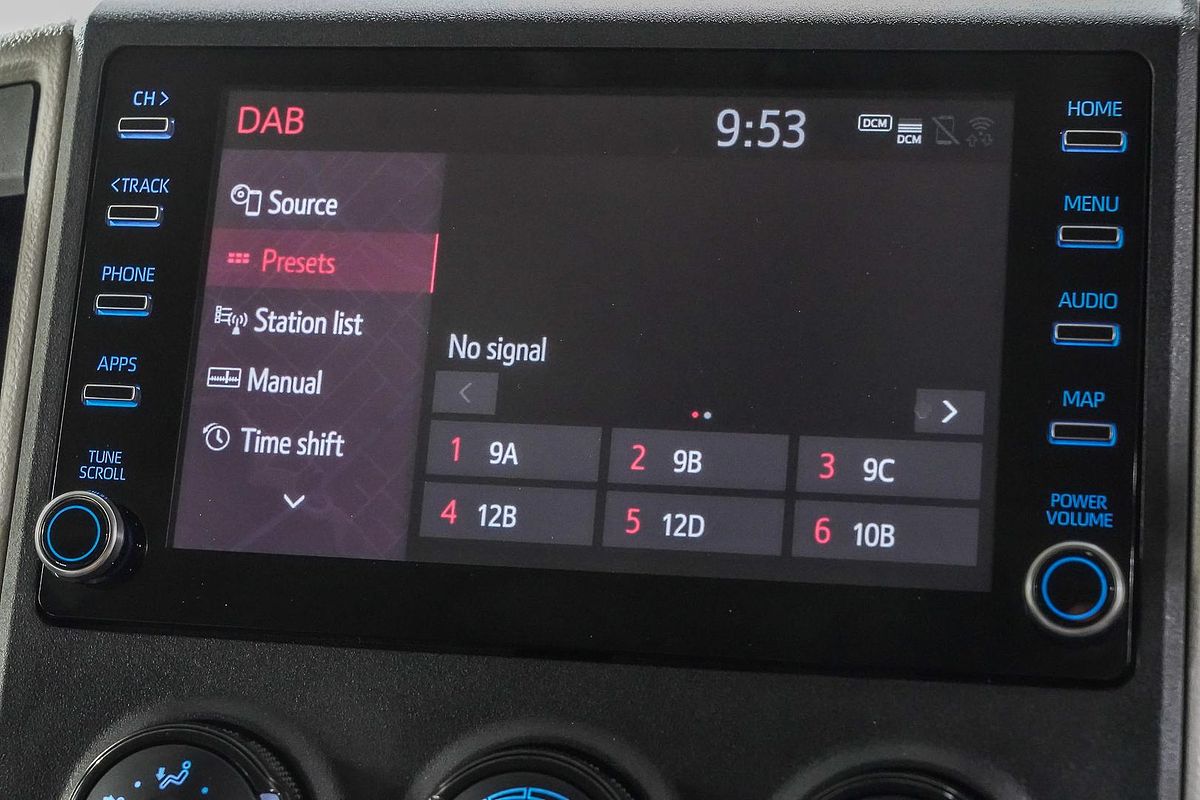 CH >
< TRACK
PHONE
APPS
TUNE
SCROLL
DAB
9:53
DCM
DCM
Source
Presets
Station list
Manual
Time shift
No signal
1 9A
2 9B
3 9C
4 12B
5 12D
6 10B
HOME
MENU
AUDIO
MAP
POWER
VOLUME